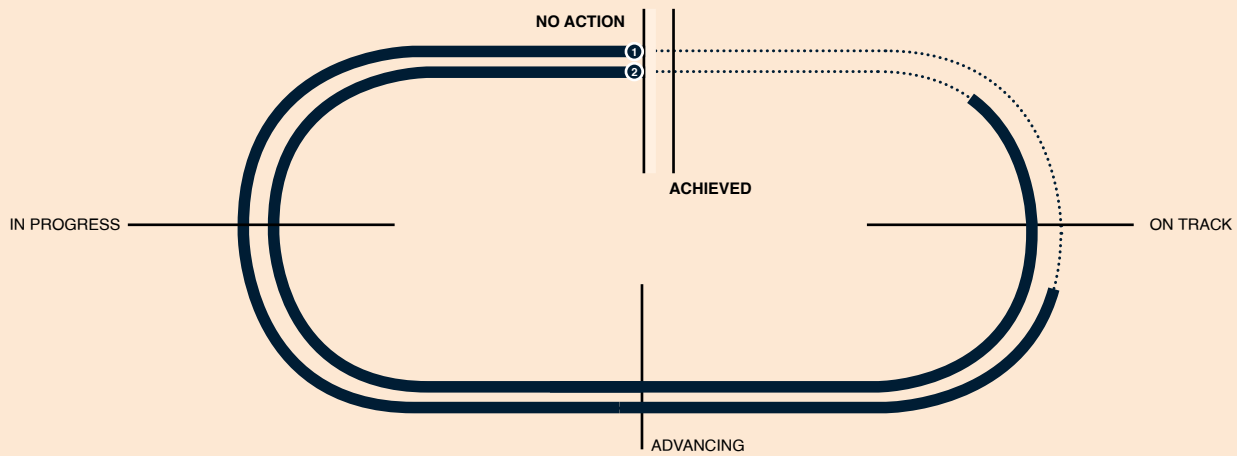 NO ACTION
1
2
ACHIEVED
IN PROGRESS
ON TRACK
ADVANCING